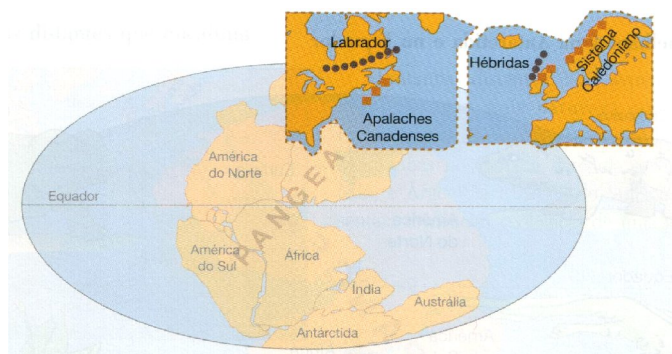 Labrador
Apalaches
Canadenses
Hébridas
Sistema
Caledoniano
América
do Norte
Equador
PANGEA
América
do Sul
África
Índia
Austrália
Antárctida